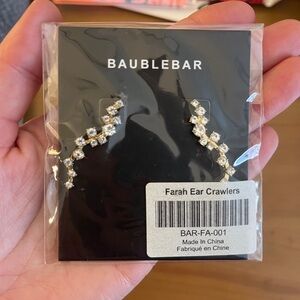 BAUBLEBAR
Farah Ear Crawlers
BAR-FA-001
Made In China
Fabriqué en Chine